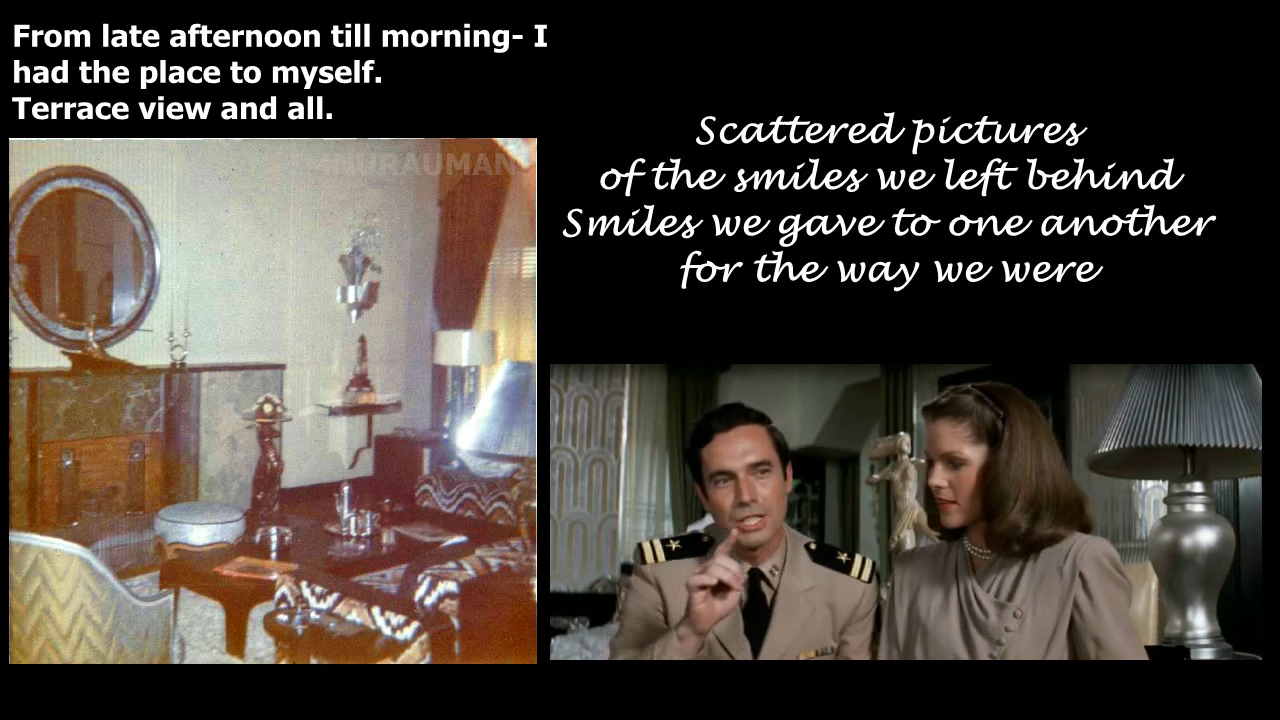 From late afternoon till morning- I
had the place to myself.
Terrace view and all.
Scattered pictures
of the smiles we left behind
Smiles we gave to one another
for the way we were